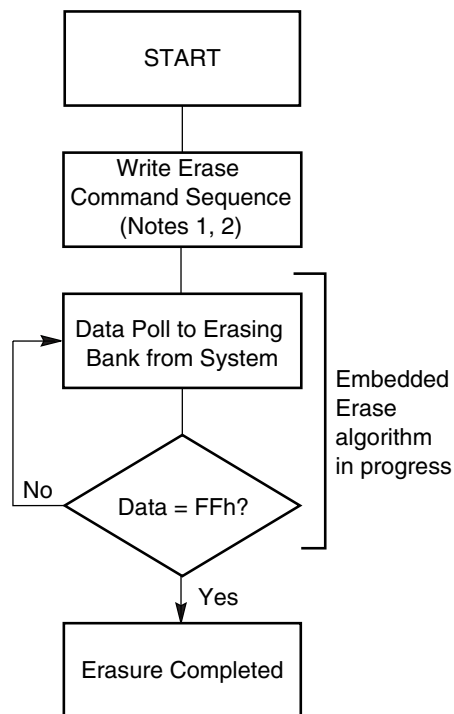 START
Write Erase
Command Sequence
(Notes 1, 2)
Data Poll to Erasing
Bank from System
Embedded
Erase
algorithm
in progress
No
Data = FFh?
Yes
Erasure Completed